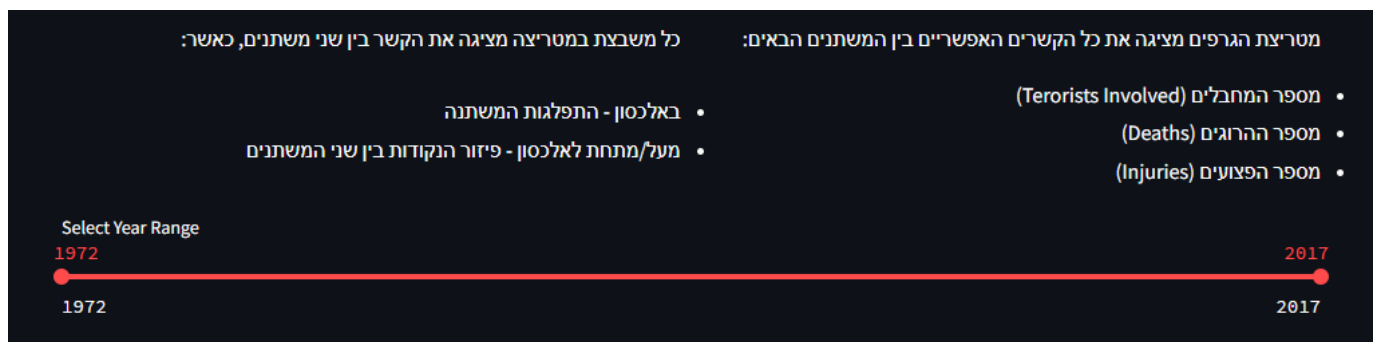 מטריצת הגרפים מציגה את כל הקשרים האפשריים בין המשתנים הבאים:
מספר המחבלים (Terorists Involved)
מספר ההרוגים (Deaths)
מספר הפצועים (Injuries)
כל משבצת במטריצה מציגה את הקשר בין שני משתנים, כאשר:
באלכסון - התפלגות המשתנה
מעל/מתחת לאלכסון - פיזור הנקודות בין שני המשתנים
Select Year Range
1972 2017
1972 2017